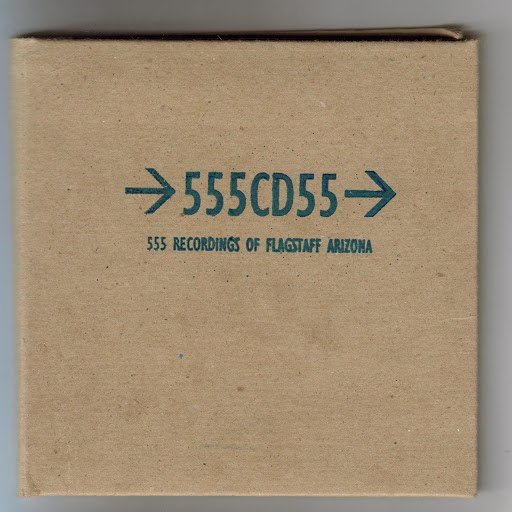 →555CD55→
555 RECORDINGS OF FLAGSTAFF ARIZONA